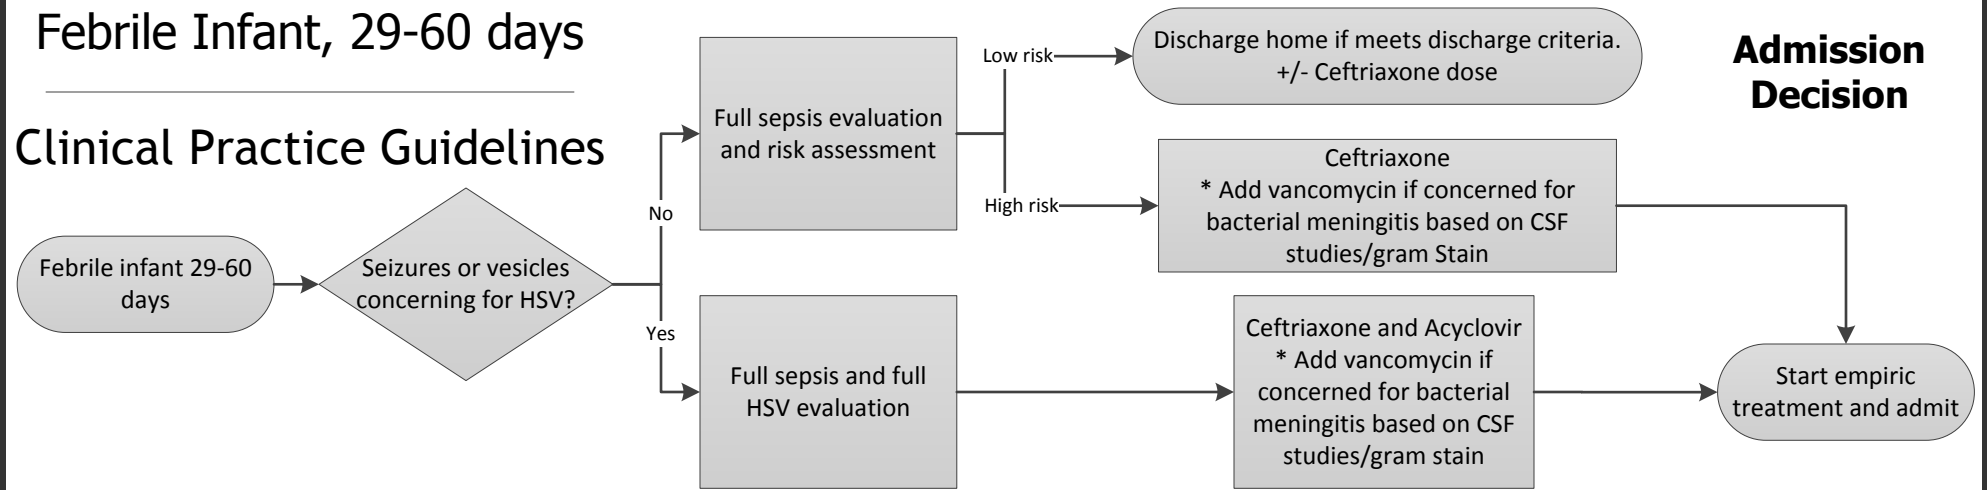 Febrile Infant, 29-60 days
Clinical Practice Guidelines
Febrile infant 29-60
days
Seizures or vesicles
concerning for HSV?
No
Yes
Full sepsis evaluation
and risk assessment
Full sepsis and full
HSV evaluation
Low risk
High risk
Discharge home if meets discharge criteria.
+/- Ceftriaxone dose
Ceftriaxone
* Add vancomycin if concerned for
bacterial meningitis based on CSF
studies/gram Stain
Ceftriaxone and Acyclovir
* Add vancomycin if
concerned for bacterial
meningitis based on CSF
studies/gram stain
Admission
Decision
Start empiric
treatment and admit